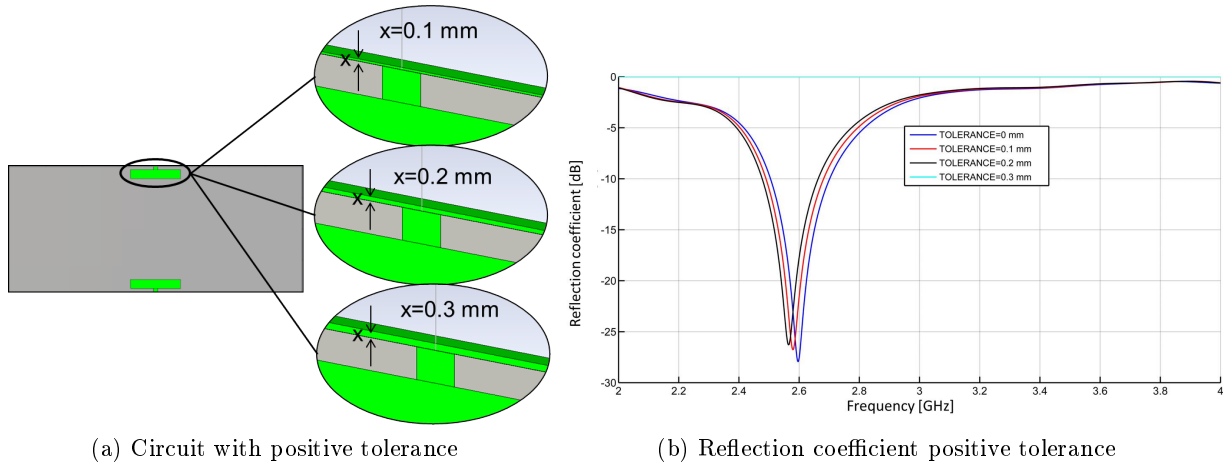 x=0.1 mm
x
x=0.2 mm
x
x=0.3 mm
x
(a) Circuit with positive tolerance
Reflection coefficient [dB]
0
-5
-10
-15
-20
-25
-30
TOLERANCE=0 mm
TOLERANCE=0.1 mm
TOLERANCE=0.2 mm
TOLERANCE=0.3 mm
2 2.2 2.4 2.6 2.8 3 3.2 3.4 3.6 3.8 4
Frequency [GHz]
(b) Reflection coefficient positive tolerance